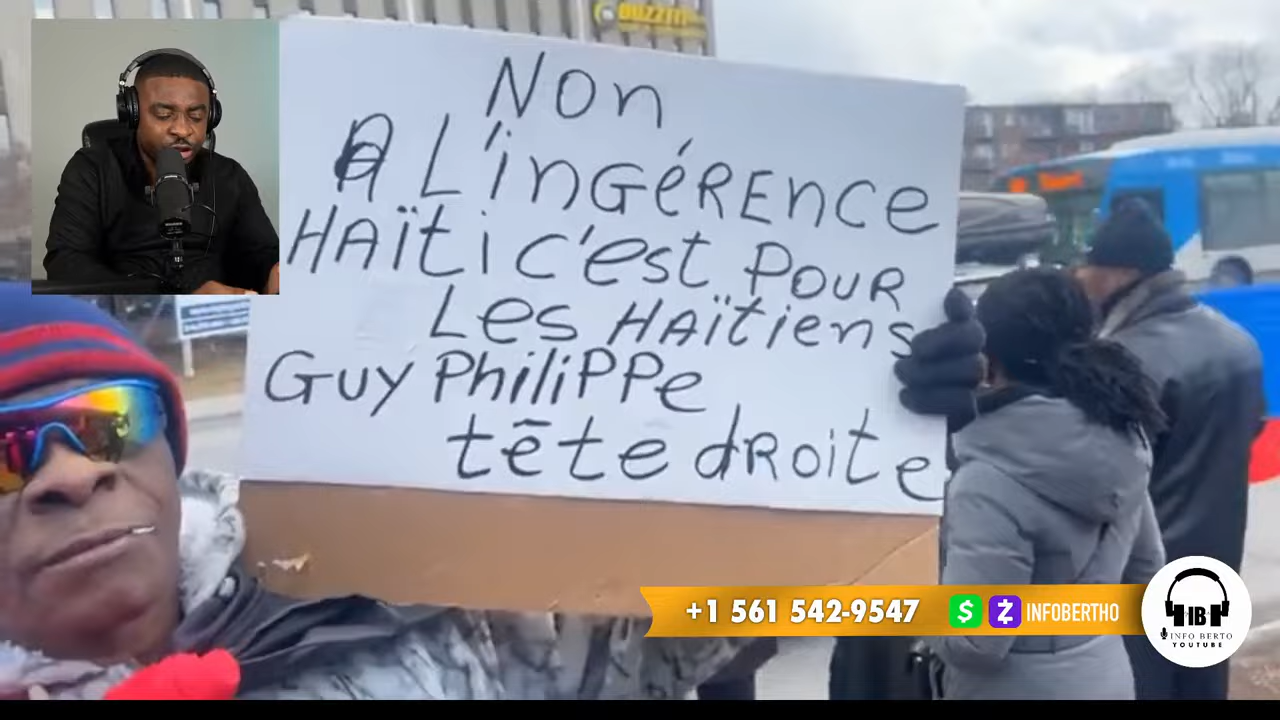 Non
A L'inGÉRENCe
HAïti c'est POUR
Les HAïtiens
GUY PhiliPPe
tēte dRoite
+1 561 542-9547
INFOBERTHO
IB
INFO BERTO
YOUTUBE